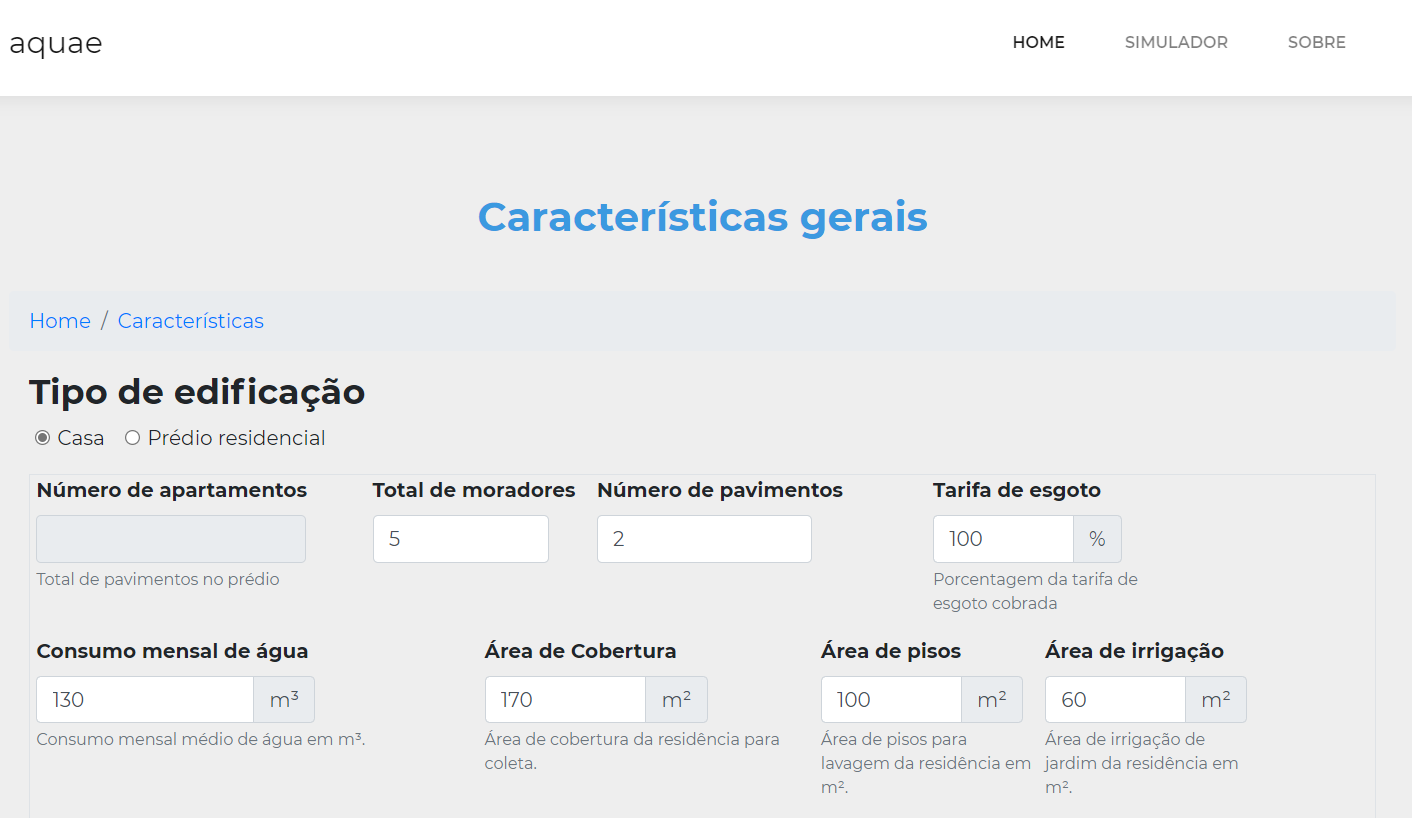 aquae
HOME
SIMULADOR
SOBRE
Características gerais
Home / Características
Tipo de edificação
Casa
Prédio residencial
Número de apartamentos
Total de pavimentos no prédio
Total de moradores
5
Número de pavimentos
2
Tarifa de esgoto
100 %
Porcentagem da tarifa de
esgoto cobrada
Consumo mensal de água
130 m³
Consumo mensal médio de água em m³.
Área de Cobertura
170 m²
Área de cobertura da residência para
coleta.
Área de pisos
100 m²
Área de pisos para
lavagem da residência em
m².
Área de irrigação
60 m²
Área de irrigação de
jardim da residência em
m².